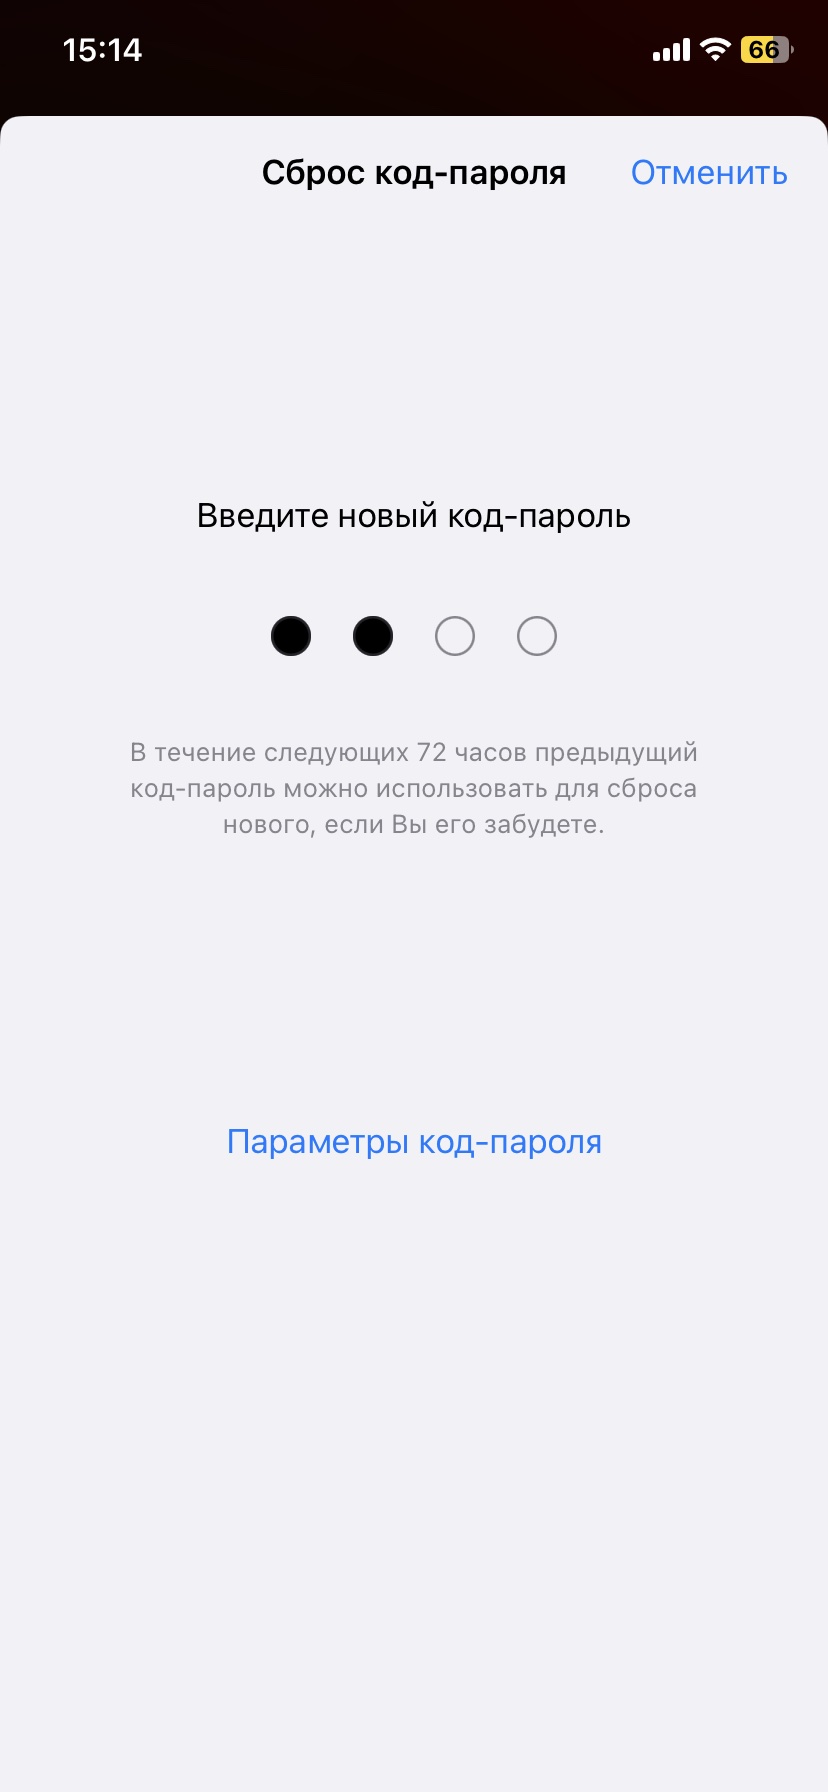 15:14
66
Сброс код-пароля
Отменить
Введите новый код-пароль
В течение следующих 72 часов предыдущий
код-пароль можно использовать для сброса
нового, если Вы его забудете.
Параметры код-пароля